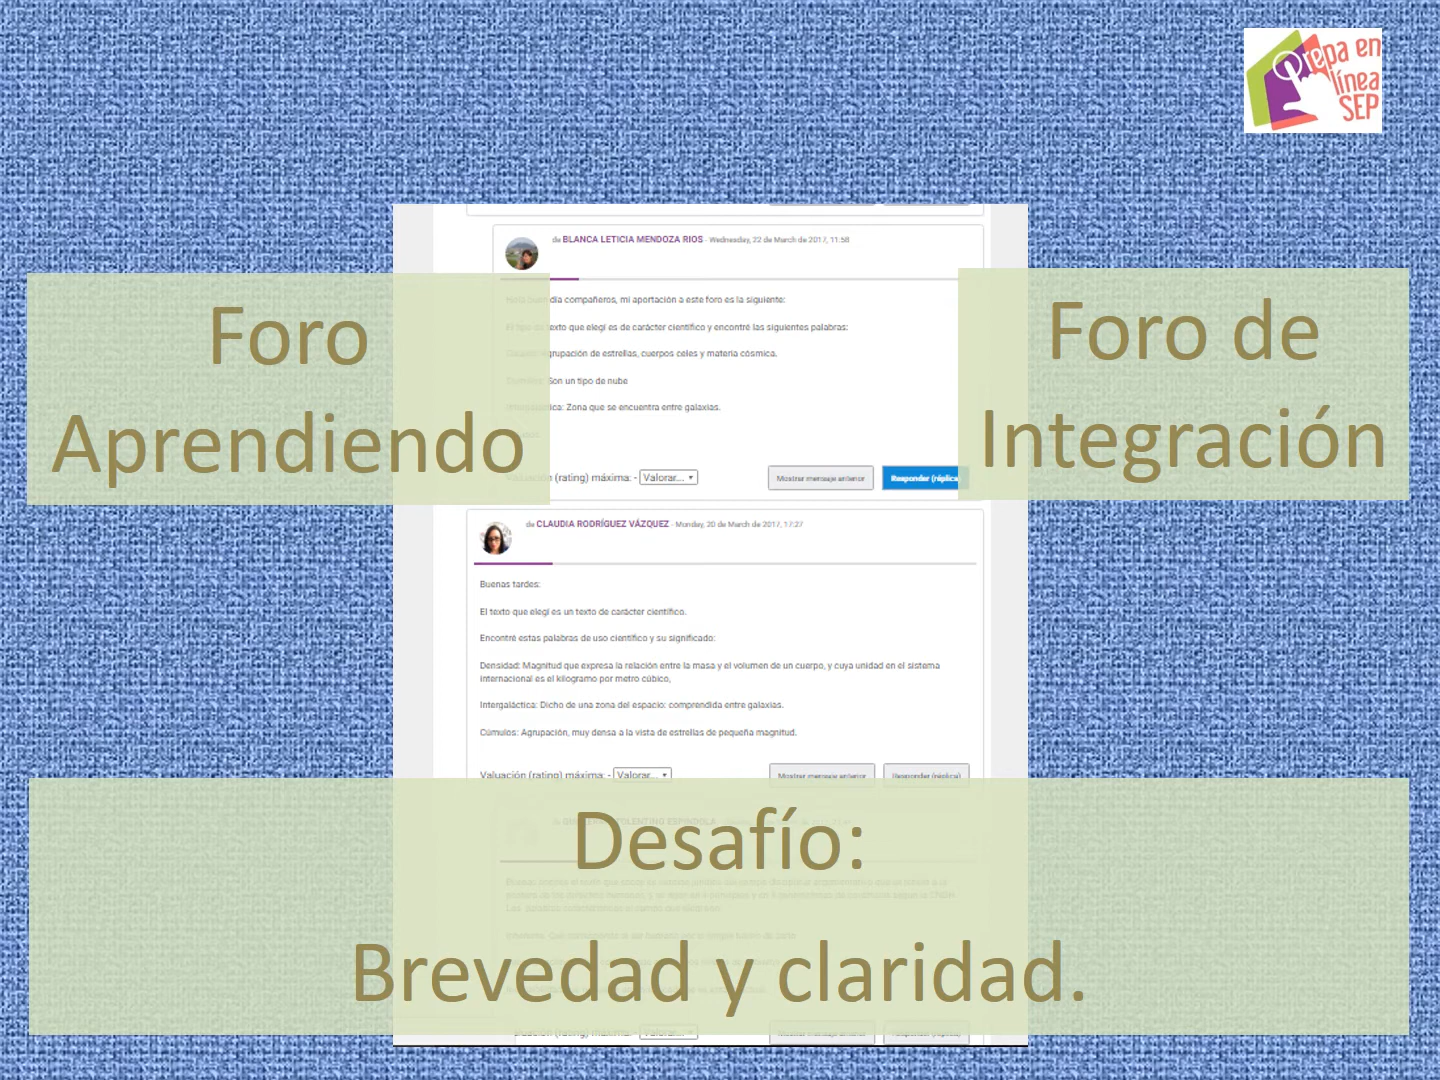 Prepa en
línea
SEP
de BLANCA LETICIA MENDOZA RIOS - Wednesday, 22 de March de 2017, 11:58
Foro
Aprendiendo
Foro de
Integración
día compañeros, mi aportación a este foro es la siguiente:
texto que elegí es de carácter científico y encontré las siguientes palabras:
agrupación de estrellas, cuerpos celes y materia cósmica.
Son un tipo de nube
Zona que se encuentra entre galaxias.
(rating) máxima: - Valorar...
Mostrar mensaje anterior
Responder (réplica
de CLAUDIA RODRÍGUEZ VÁZQUEZ - Monday, 20 de March de 2017, 17:27
Buenas tardes:
El texto que elegí es un texto de carácter científico.
Encontré estas palabras de uso científico y su significado:
Densidad: Magnitud que expresa la relación entre la masa y el volumen de un cuerpo, y cuya unidad en el sistema
internacional es el kilogramo por metro cúbico,
Intergaláctica: Dicho de una zona del espacio: comprendida entre galaxias.
Cúmulos: Agrupación, muy densa a la vista de estrellas de pequeña magnitud.
Valuación (rating) máxima: - Valorar...
Mostrar mensaje anterior
Responder (réplica)
Desafío:
Brevedad y claridad.